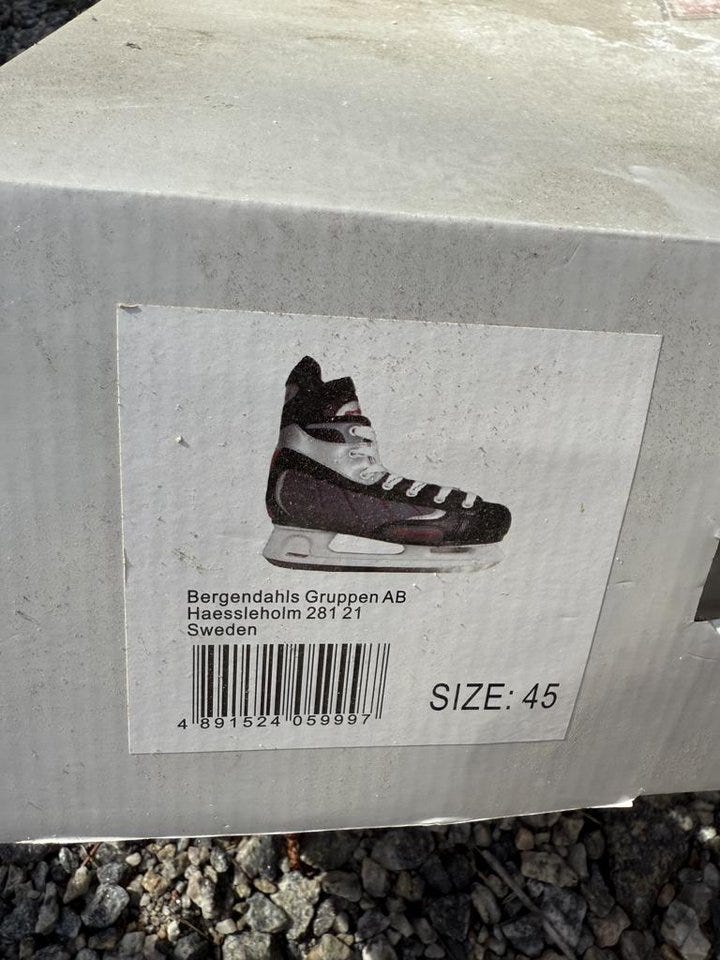 Bergendahls Gruppen AB
Haessleholm 281 21
Sweden
4 891524 059997
SIZE: 45